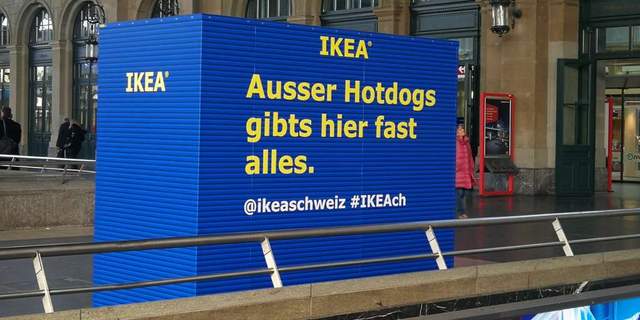 IKEA®
IKEA®
Ausser Hotdogs
gibts hier fast
alles.
@ikeaschweiz #IKEAch